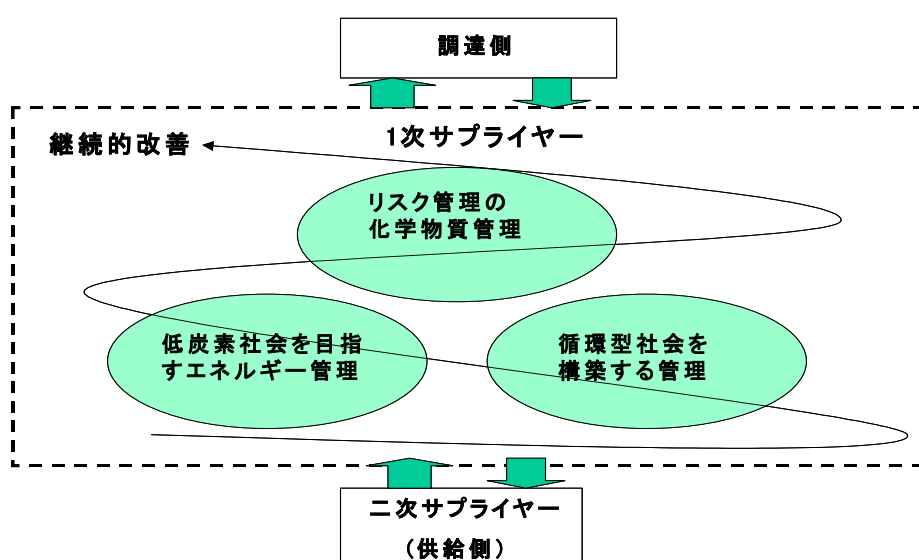 調達側
1次サプライヤー
継続的改善
リスク管理の
化学物質管理
低炭素社会を目指
すエネルギー管理
循環型社会を
構築する管理
二次サプライヤー
（供給側）